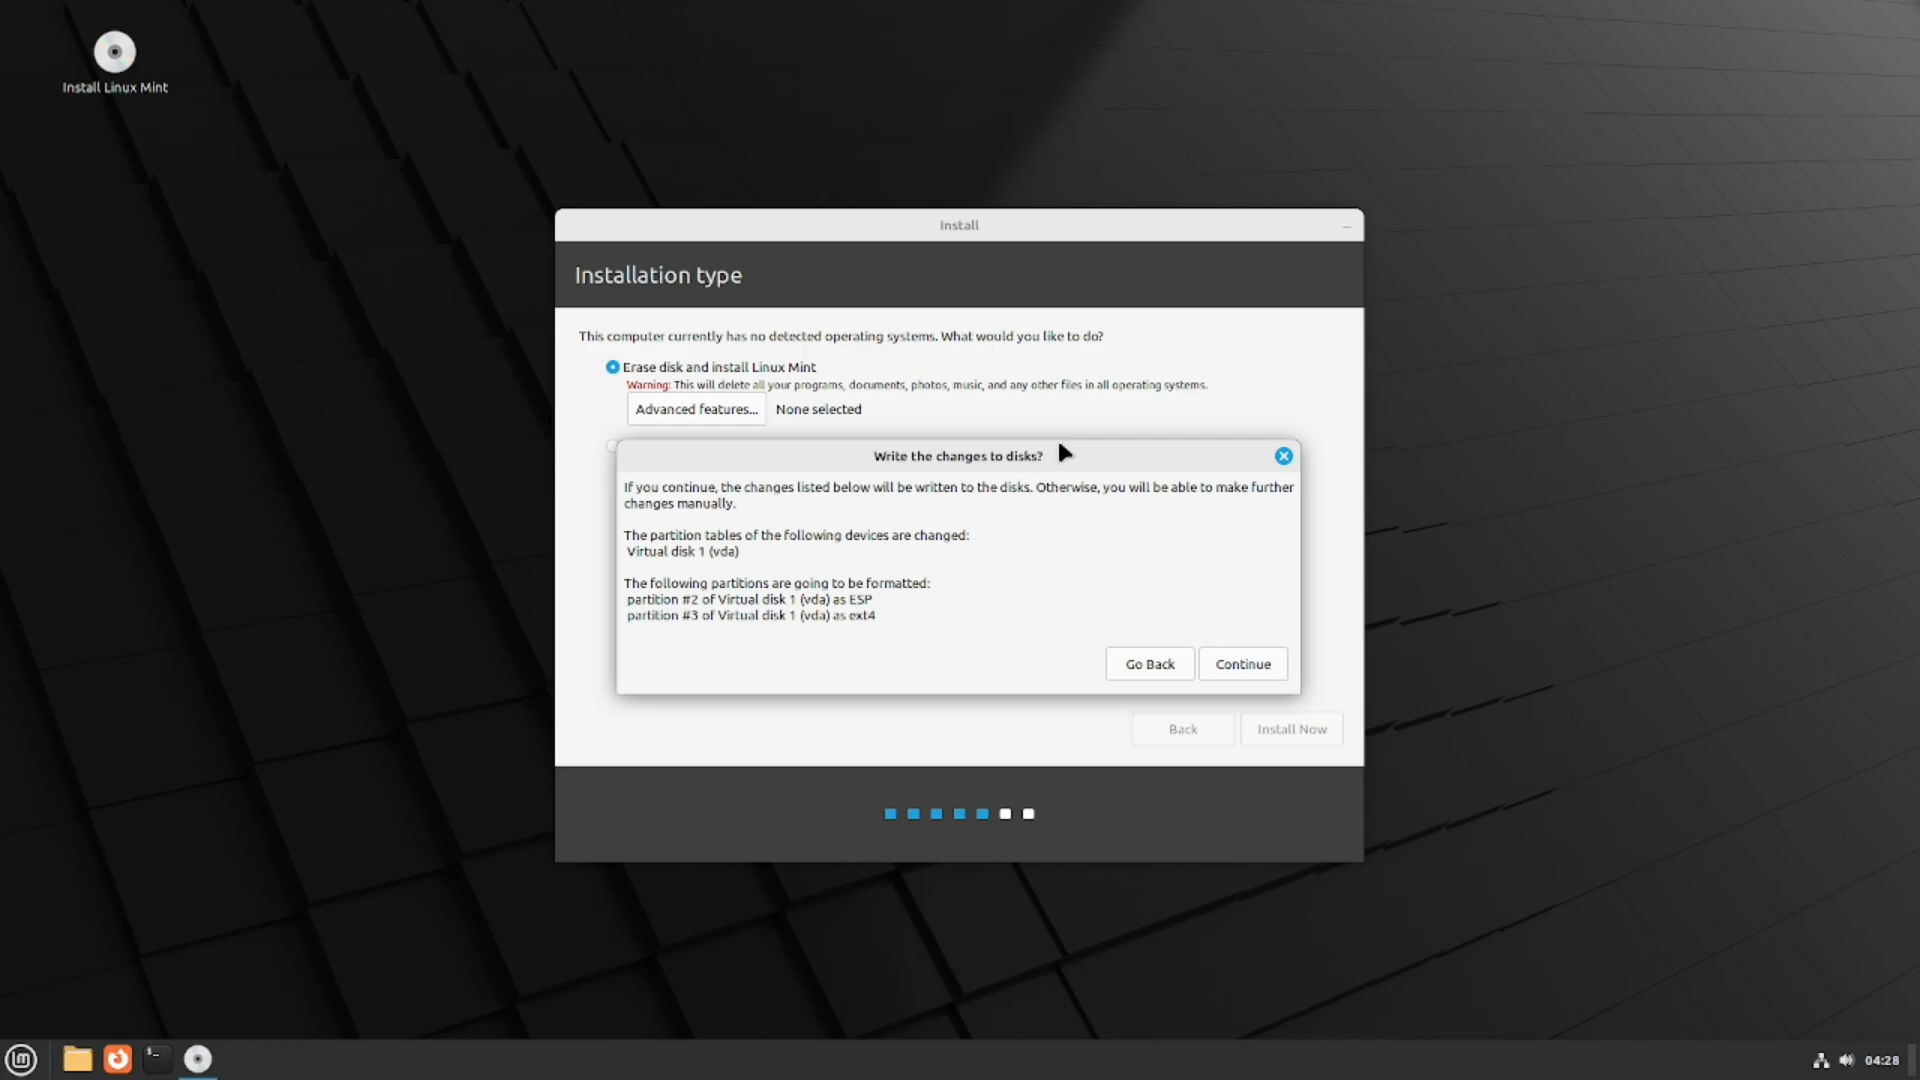 Install Linux Mint
Install
Installation type
This computer currently has no detected operating systems. What would you like to do?
Erase disk and install Linux Mint
Warning: This will delete all your programs, documents, photos, music, and any other files in all operating systems.
Advanced features... None selected
Write the changes to disks?
If you continue, the changes listed below will be written to the disks. Otherwise, you will be able to make further
changes manually.
The partition tables of the following devices are changed:
Virtual disk 1 (vda)
The following partitions are going to be formatted:
partition #2 of Virtual disk 1 (vda) as ESP
partition #3 of Virtual disk 1 (vda) as ext4
Go Back Continue
Back Install Now
04:28